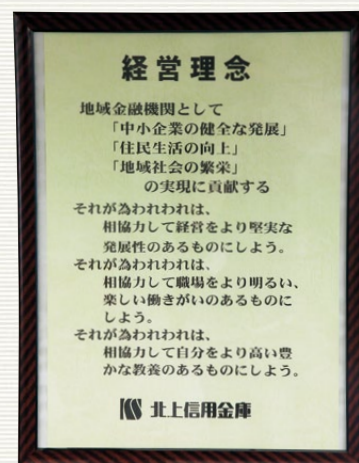 経営理念
地域金融機関として
「中小企業の健全な発展」
「住民生活の向上」
「地域社会の繁栄」
の実現に貢献する
それが為われわれは、
相協力して経営をより堅実な
発展性のあるものにしよう。
それが為われわれは、
相協力して職場をより明るい、
楽しい働きがいのあるものに
しよう。
それが為われわれは、
相協力して自分をより高い豊
かな教養のあるものにしよう。
北上信用金庫